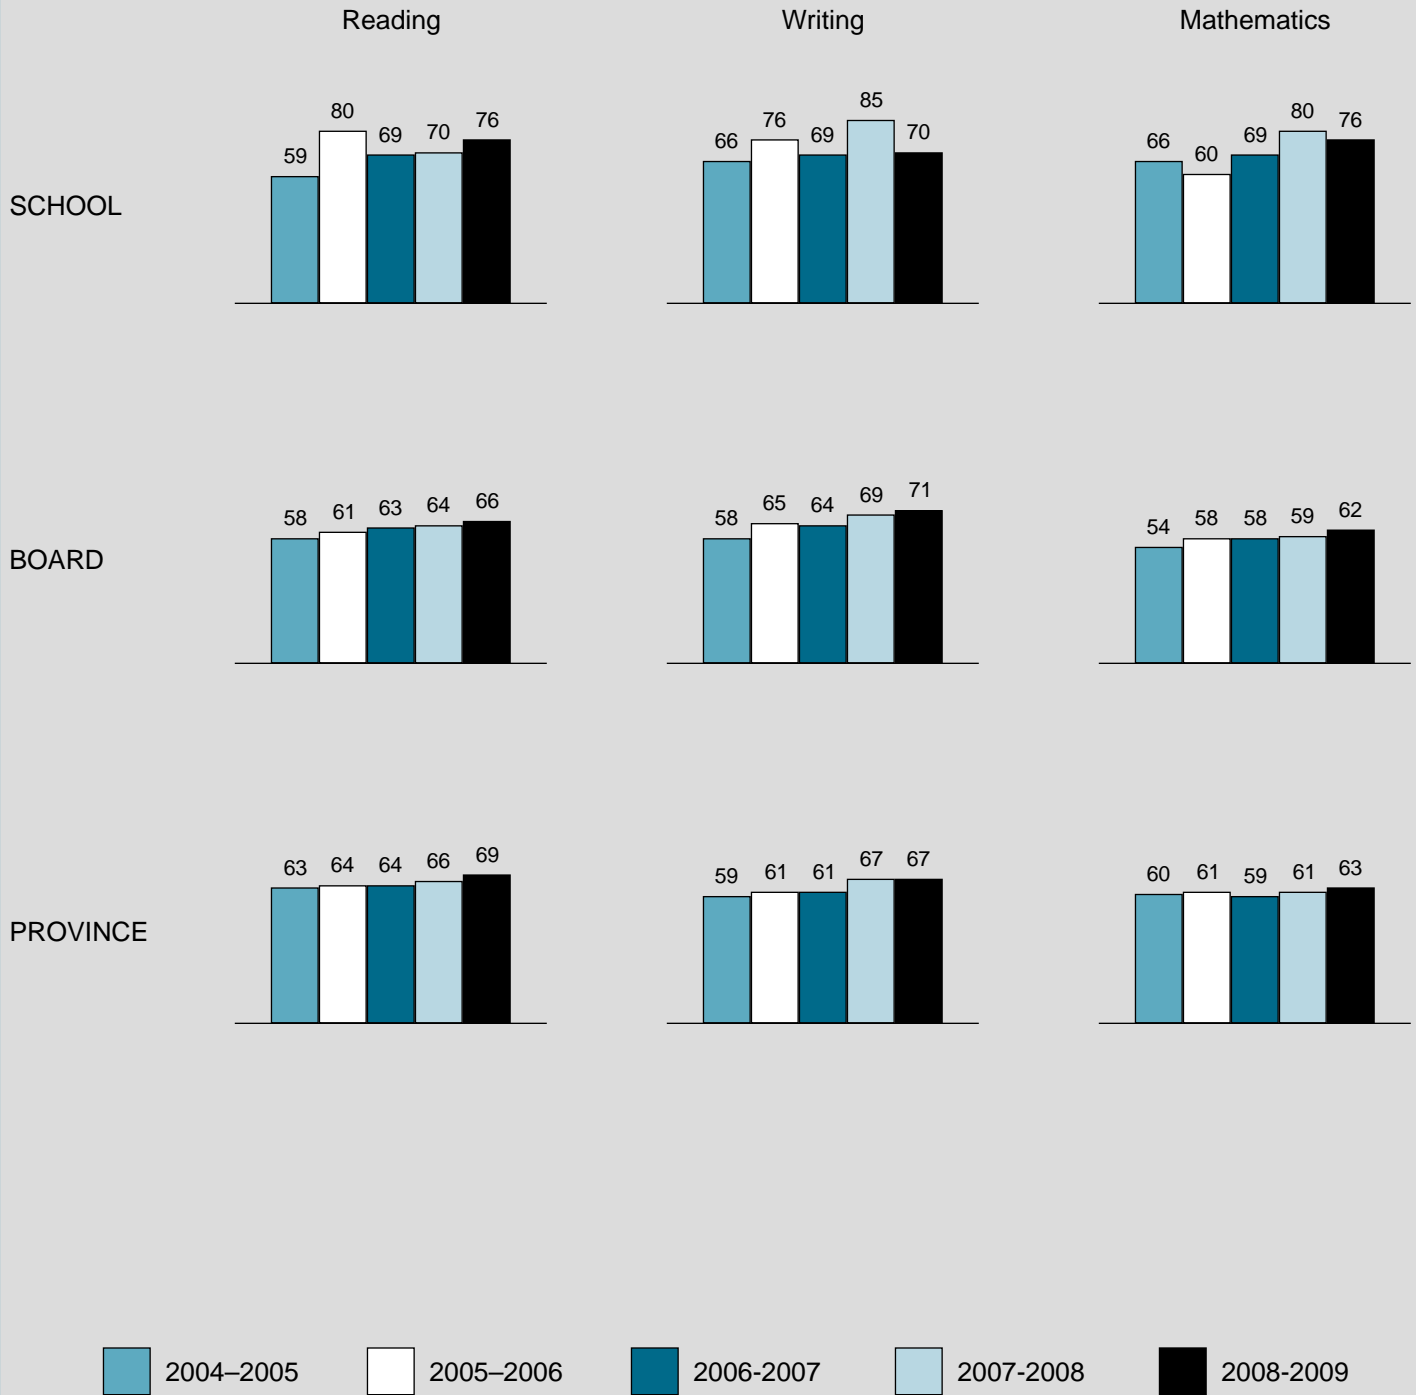 Reading Writing Mathematics
SCHOOL
59 80 69 70 76
66 76 69 85 70
66 60 69 80 76
BOARD
58 61 63 64 66
58 65 64 69 71
54 58 58 59 62
PROVINCE
63 64 64 66 69
59 61 61 67 67
60 61 59 61 63
2004–2005 2005–2006 2006-2007 2007-2008 2008-2009